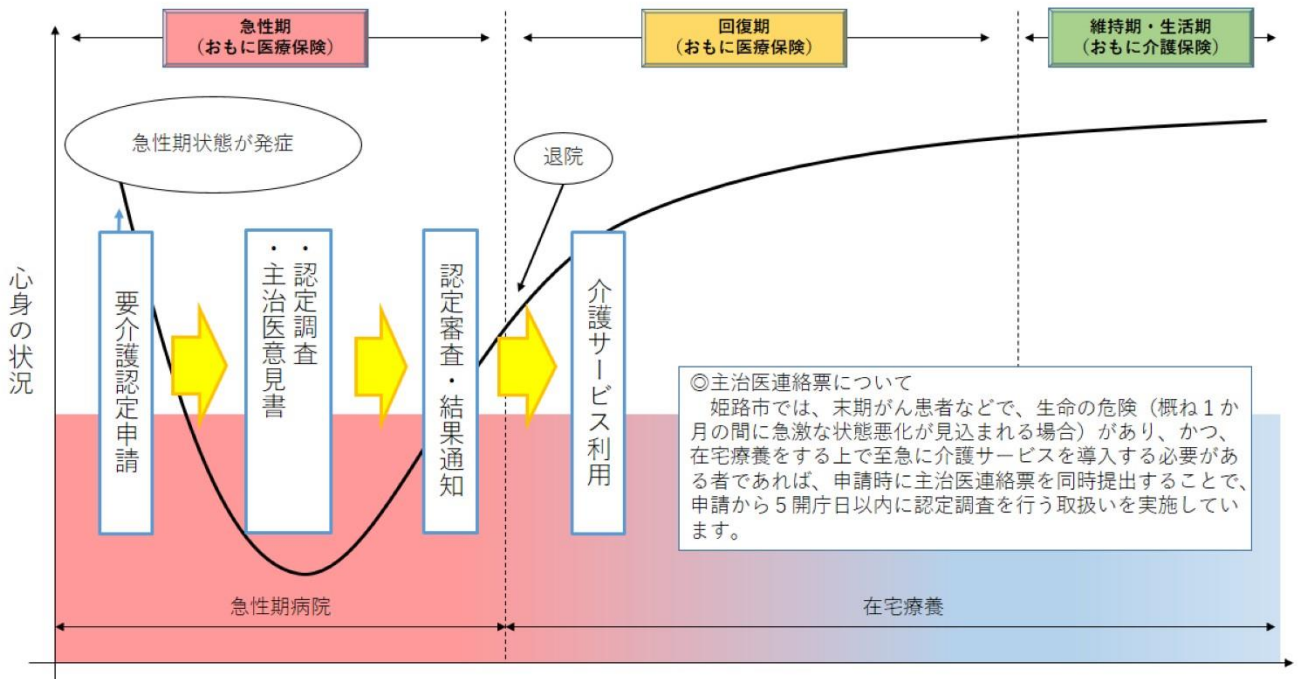 急性期
(おもに医療保険)
回復期
(おもに医療保険)
維持期・生活期
(おもに介護保険)
急性期状態が発症
退院
心身の状況
要介護認定申請
・認定調査
・主治医意見書
認定審査・結果通知
介護サービス利用
◎主治医連絡票について
姫路市では、末期がん患者などで、生命の危険（概ね１か
月の間に急激な状態悪化が見込まれる場合）があり、かつ、
在宅療養をする上で至急に介護サービスを導入する必要があ
る者であれば、申請時に主治医連絡票を同時提出することで、
申請から５開庁日以内に認定調査を行う取扱いを実施してい
ます。
急性期病院
在宅療養